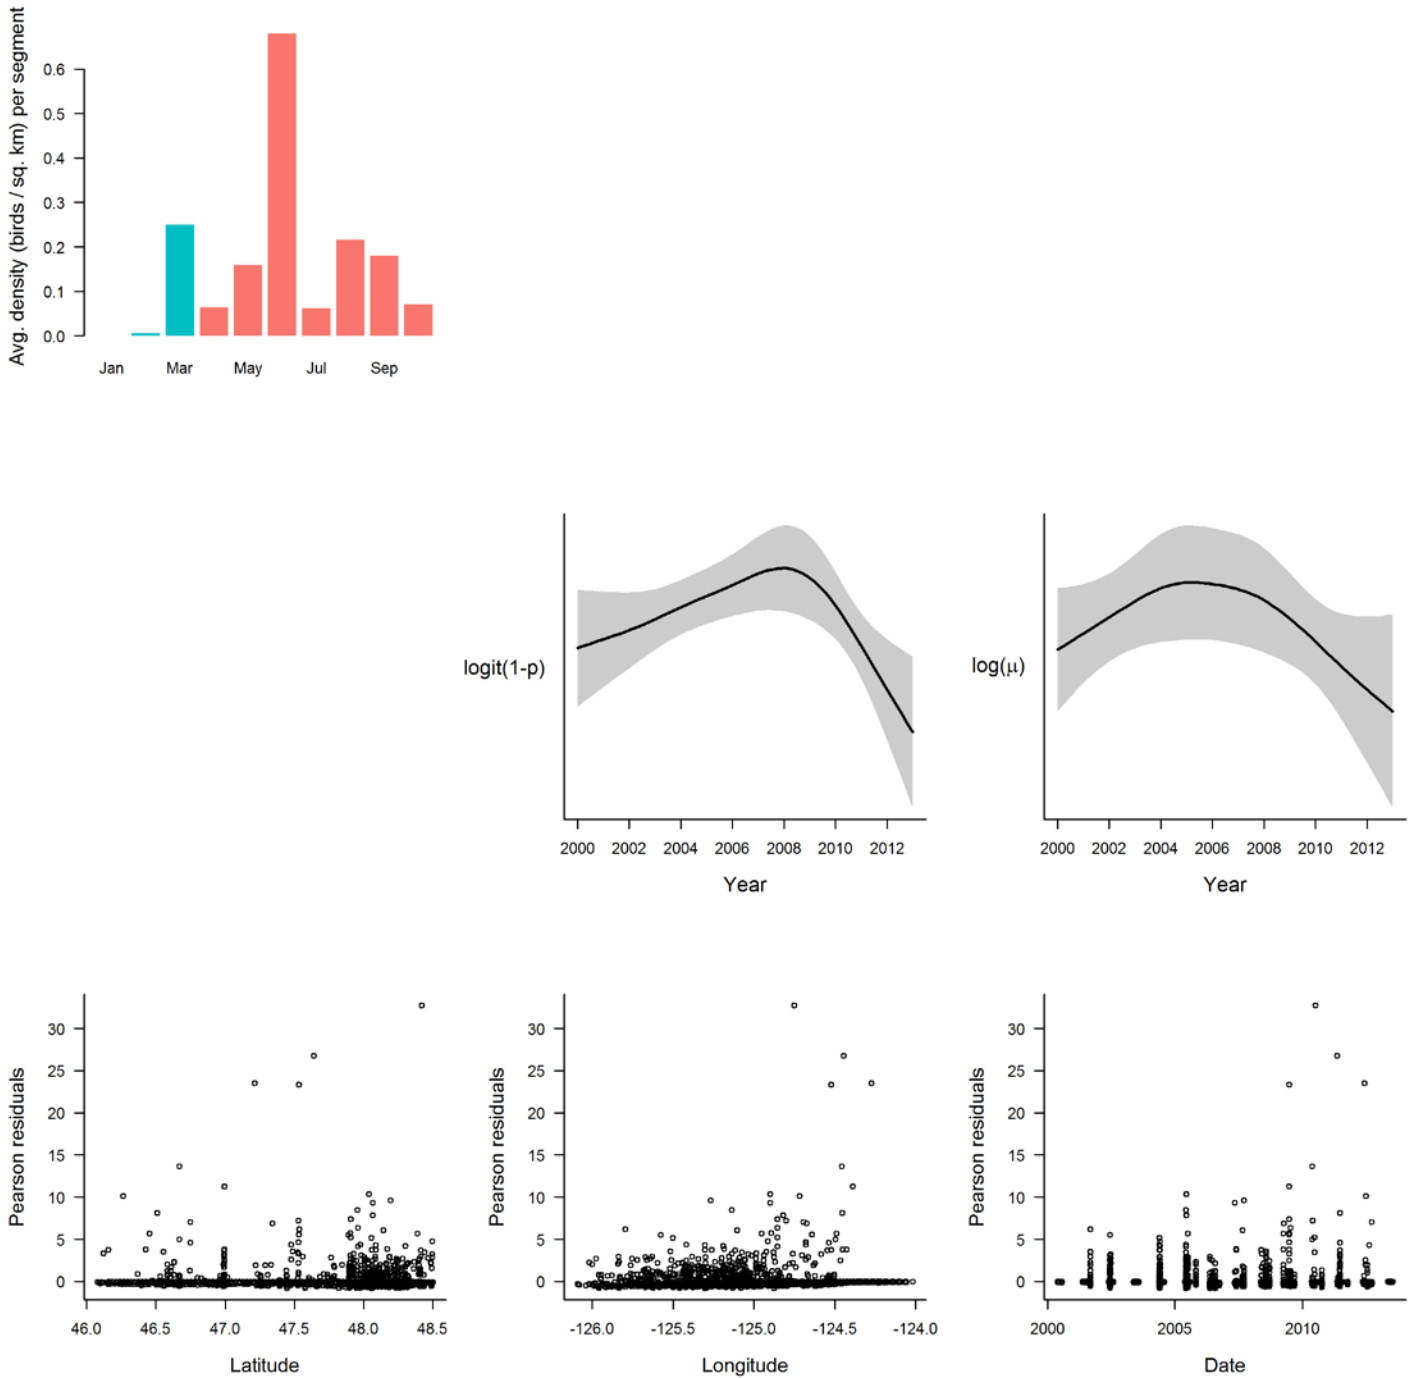 Avg. density (birds / sq. km) per segment
0.6
0.5
0.4
0.3
0.2
0.1
0.0
Jan Mar May Jul Sep
logit(1-p)
2000 2002 2004 2006 2008 2010 2012
Year
log(μ)
2000 2002 2004 2006 2008 2010 2012
Year
Pearson residuals
30
25
20
15
10
5
0
46.0 46.5 47.0 47.5 48.0 48.5
Latitude
Pearson residuals
30
25
20
15
10
5
0
-126.0 -125.5 -125.0 -124.5 -124.0
Longitude
Pearson residuals
30
25
20
15
10
5
0
2000 2005 2010
Date